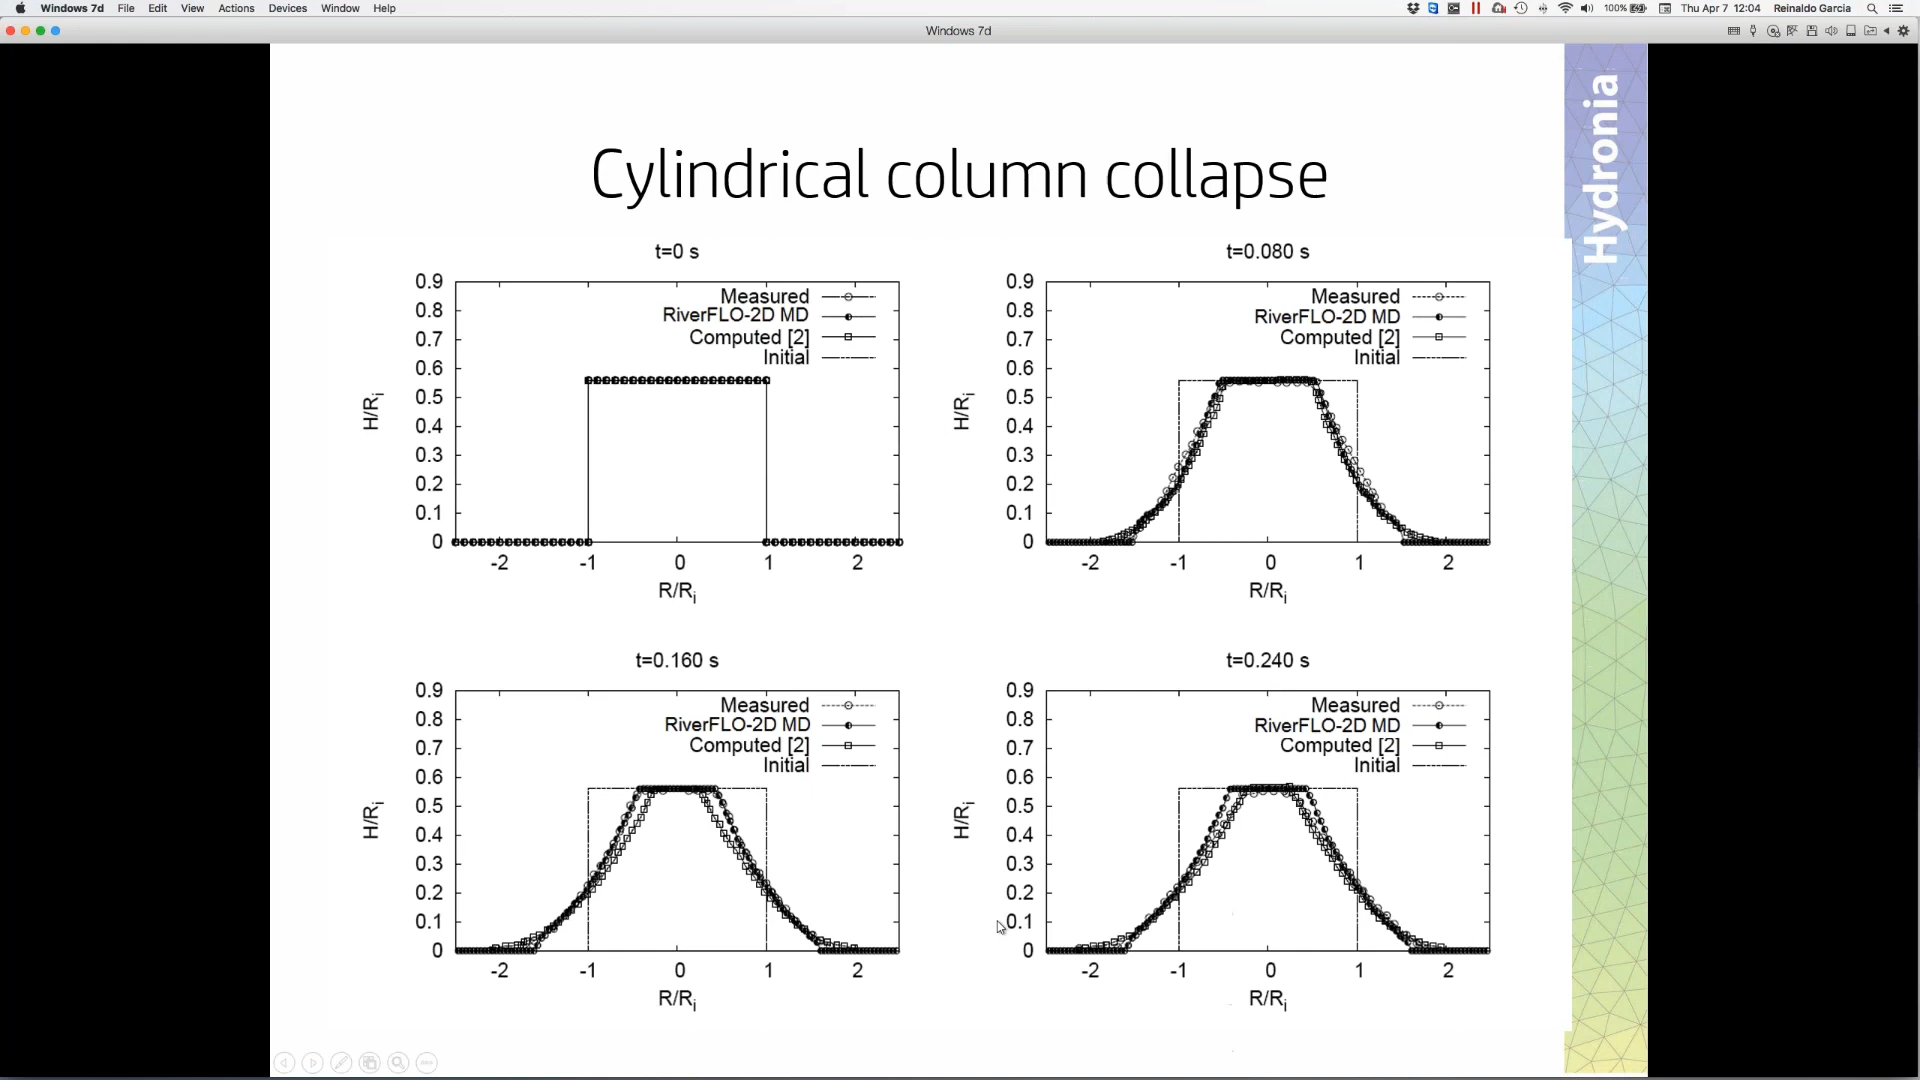 Windows 7d File Edit View Actions Devices Window Help 100% Thu Apr 7 12:04 Reinaldo Garcia
Windows 7d
Hydronia
Cylindrical column collapse
t=0 s
0.9
0.8
0.7
0.6
0.5
0.4
0.3
0.2
0.1
0
Measured
RiverFLO-2D MD
Computed [2]
Initial
H/Ri
-2 -1 0 1 2
R/Ri
t=0.080 s
0.9
0.8
0.7
0.6
0.5
0.4
0.3
0.2
0.1
0
Measured
RiverFLO-2D MD
Computed [2]
Initial
H/Ri
-2 -1 0 1 2
R/Ri
t=0.160 s
0.9
0.8
0.7
0.6
0.5
0.4
0.3
0.2
0.1
0
Measured
RiverFLO-2D MD
Computed [2]
Initial
H/Ri
-2 -1 0 1 2
R/Ri
t=0.240 s
0.9
0.8
0.7
0.6
0.5
0.4
0.3
0.2
0.1
0
Measured
RiverFLO-2D MD
Computed [2]
Initial
H/Ri
-2 -1 0 1 2
R/Ri